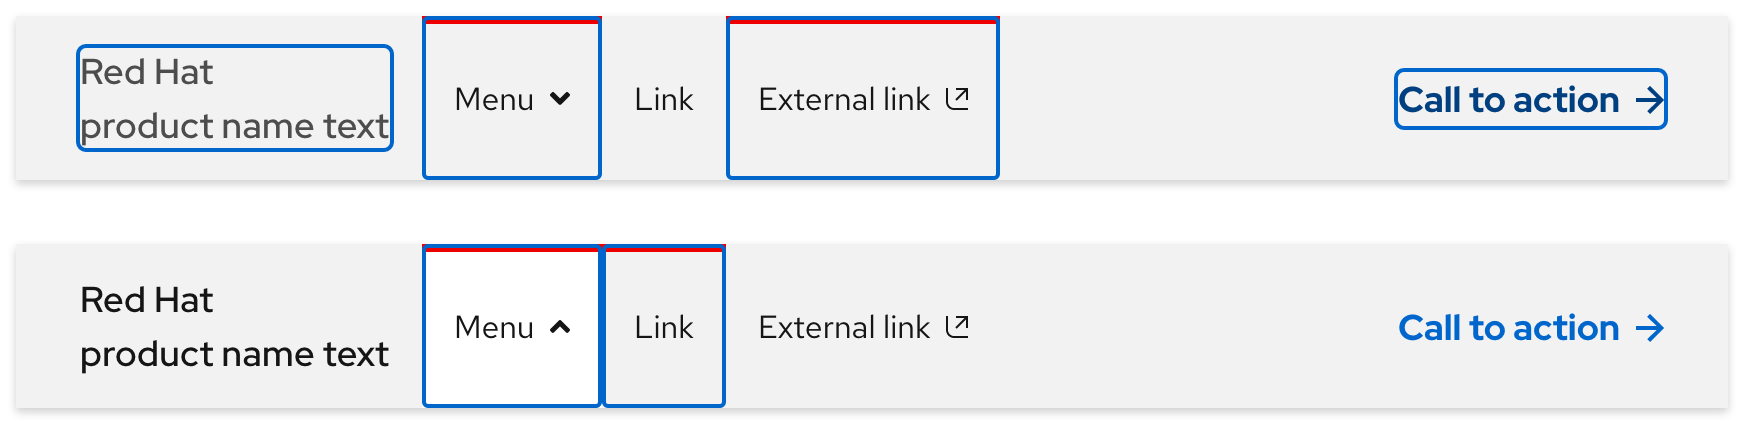 Red Hat
product name text
Menu
Link
External link
Call to action
Red Hat
product name text
Menu
Link
External link
Call to action